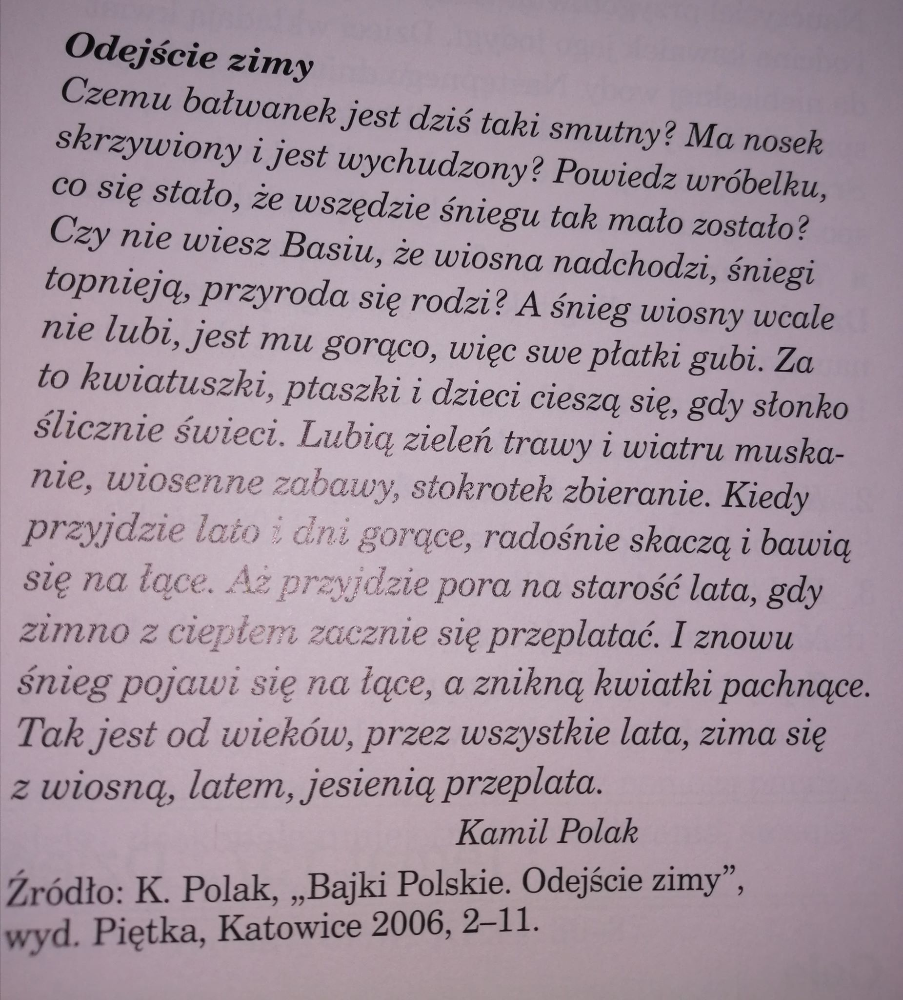 Odejście zimy
Czemu bałwanek jest dziś taki smutny? Ma nosek
skrzywiony i jest wychudzony? Powiedz wróbelku,
co się stało, że wszędzie śniegu tak mało zostało?
Czy nie wiesz Basiu, że wiosna nadchodzi, śniegi
topnieją, przyroda się rodzi? A śnieg wiosny wcale
nie lubi, jest mu gorąco, więc swe płatki gubi. Za
to kwiatuszki, ptaszki i dzieci cieszą się, gdy słonko
ślicznie świeci. Lubią zieleń trawy i wiatru muska-
nie, wiosenne zabawy, stokrotek zbieranie. Kiedy
przyjdzie lato i dni gorące, radośnie skaczą i bawią
się na łące. Aż przyjdzie pora na starość lata, gdy
zimno z ciepłem zacznie się przeplatać. I znowu
śnieg pojawi się na łące, a znikną kwiatki pachnące.
Tak jest od wieków, przez wszystkie lata, zima się
z wiosną, latem, jesienią przeplata.
Kamil Polak
Źródło: K. Polak, „Bajki Polskie. Odejście zimy”,
wyd. Piętka, Katowice 2006, 2–11.